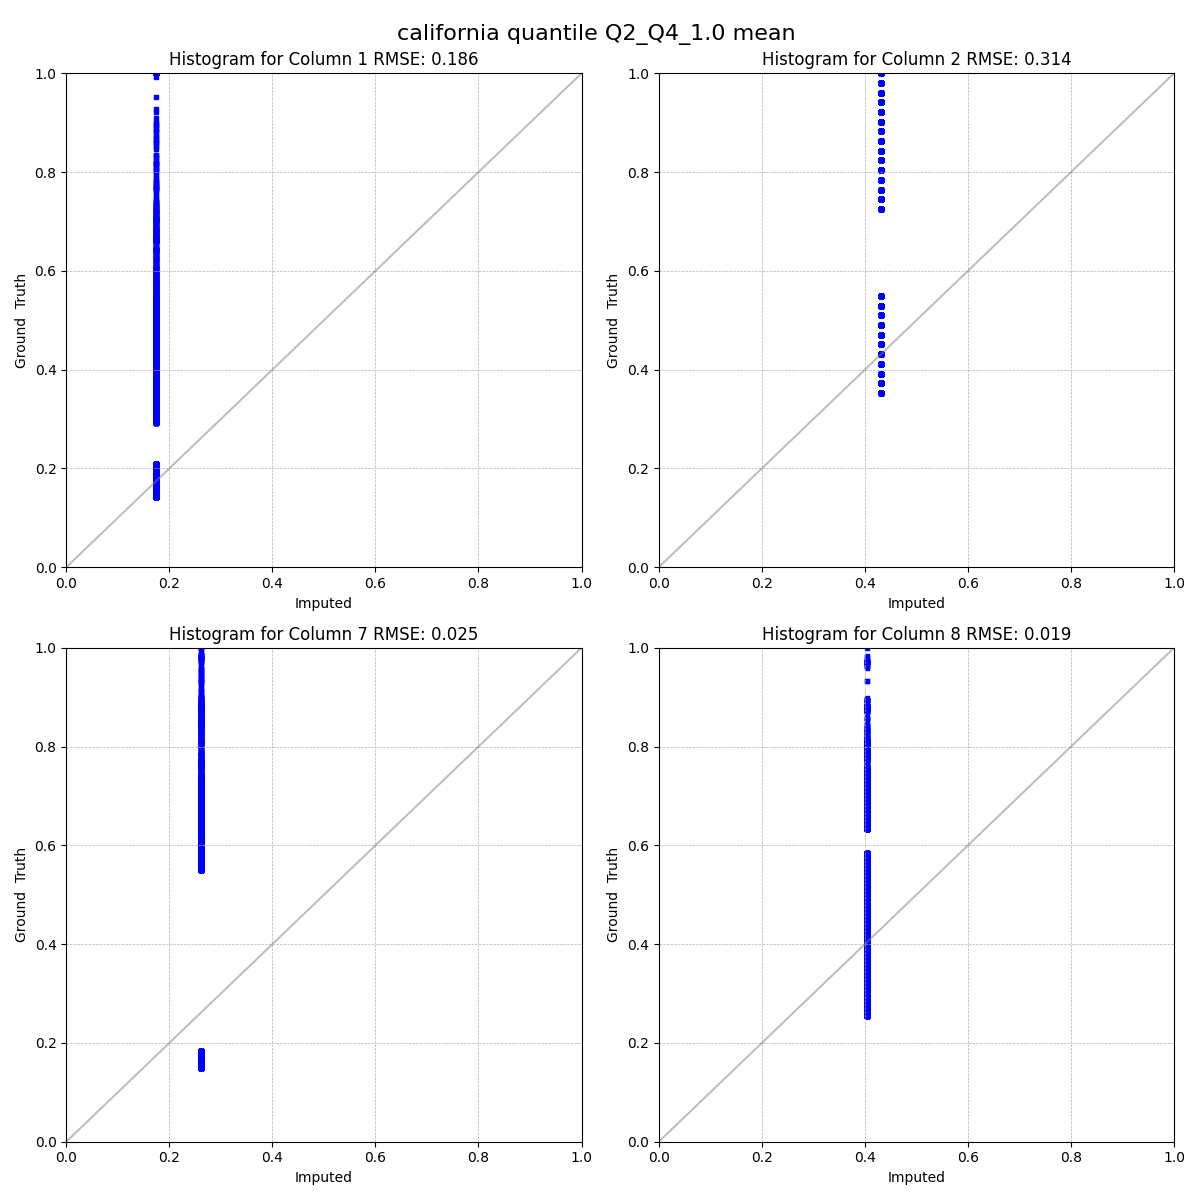 california quantile Q2_Q4_1.0 mean
Histogram for Column 1 RMSE: 0.186
1.0
0.8
0.6
0.4
0.2
0.0
Ground  Truth
0.0 0.2 0.4 0.6 0.8 1.0
Imputed
Histogram for Column 2 RMSE: 0.314
1.0
0.8
0.6
0.4
0.2
0.0
Ground  Truth
0.0 0.2 0.4 0.6 0.8 1.0
Imputed
Histogram for Column 7 RMSE: 0.025
1.0
0.8
0.6
0.4
0.2
0.0
Ground  Truth
0.0 0.2 0.4 0.6 0.8 1.0
Imputed
Histogram for Column 8 RMSE: 0.019
1.0
0.8
0.6
0.4
0.2
0.0
Ground  Truth
0.0 0.2 0.4 0.6 0.8 1.0
Imputed